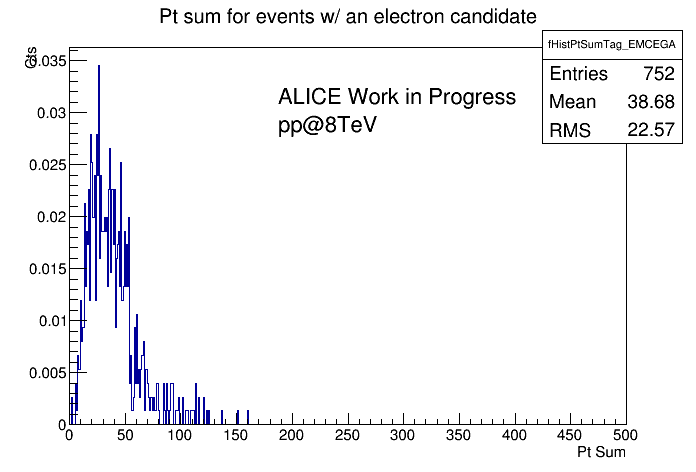 Pt sum for events w/ an electron candidate
Cts
fHistPtSumTag_EMCEGA
Entries 752
Mean 38.68
RMS 22.57
ALICE Work in Progress
pp@8TeV
0.035
0.03
0.025
0.02
0.015
0.01
0.005
0
0 50 100 150 200 250 300 350 400 450 500
Pt Sum